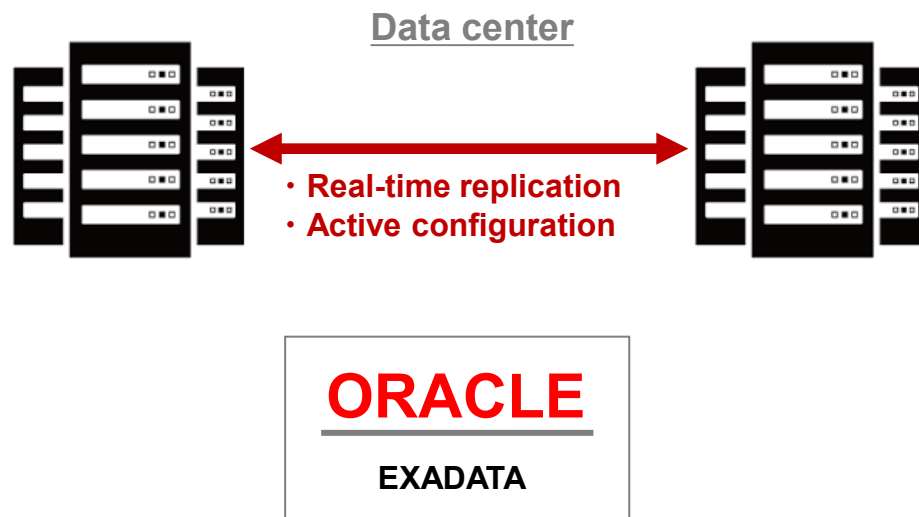 Data center
・Real-time replication
・Active configuration
ORACLE
EXADATA